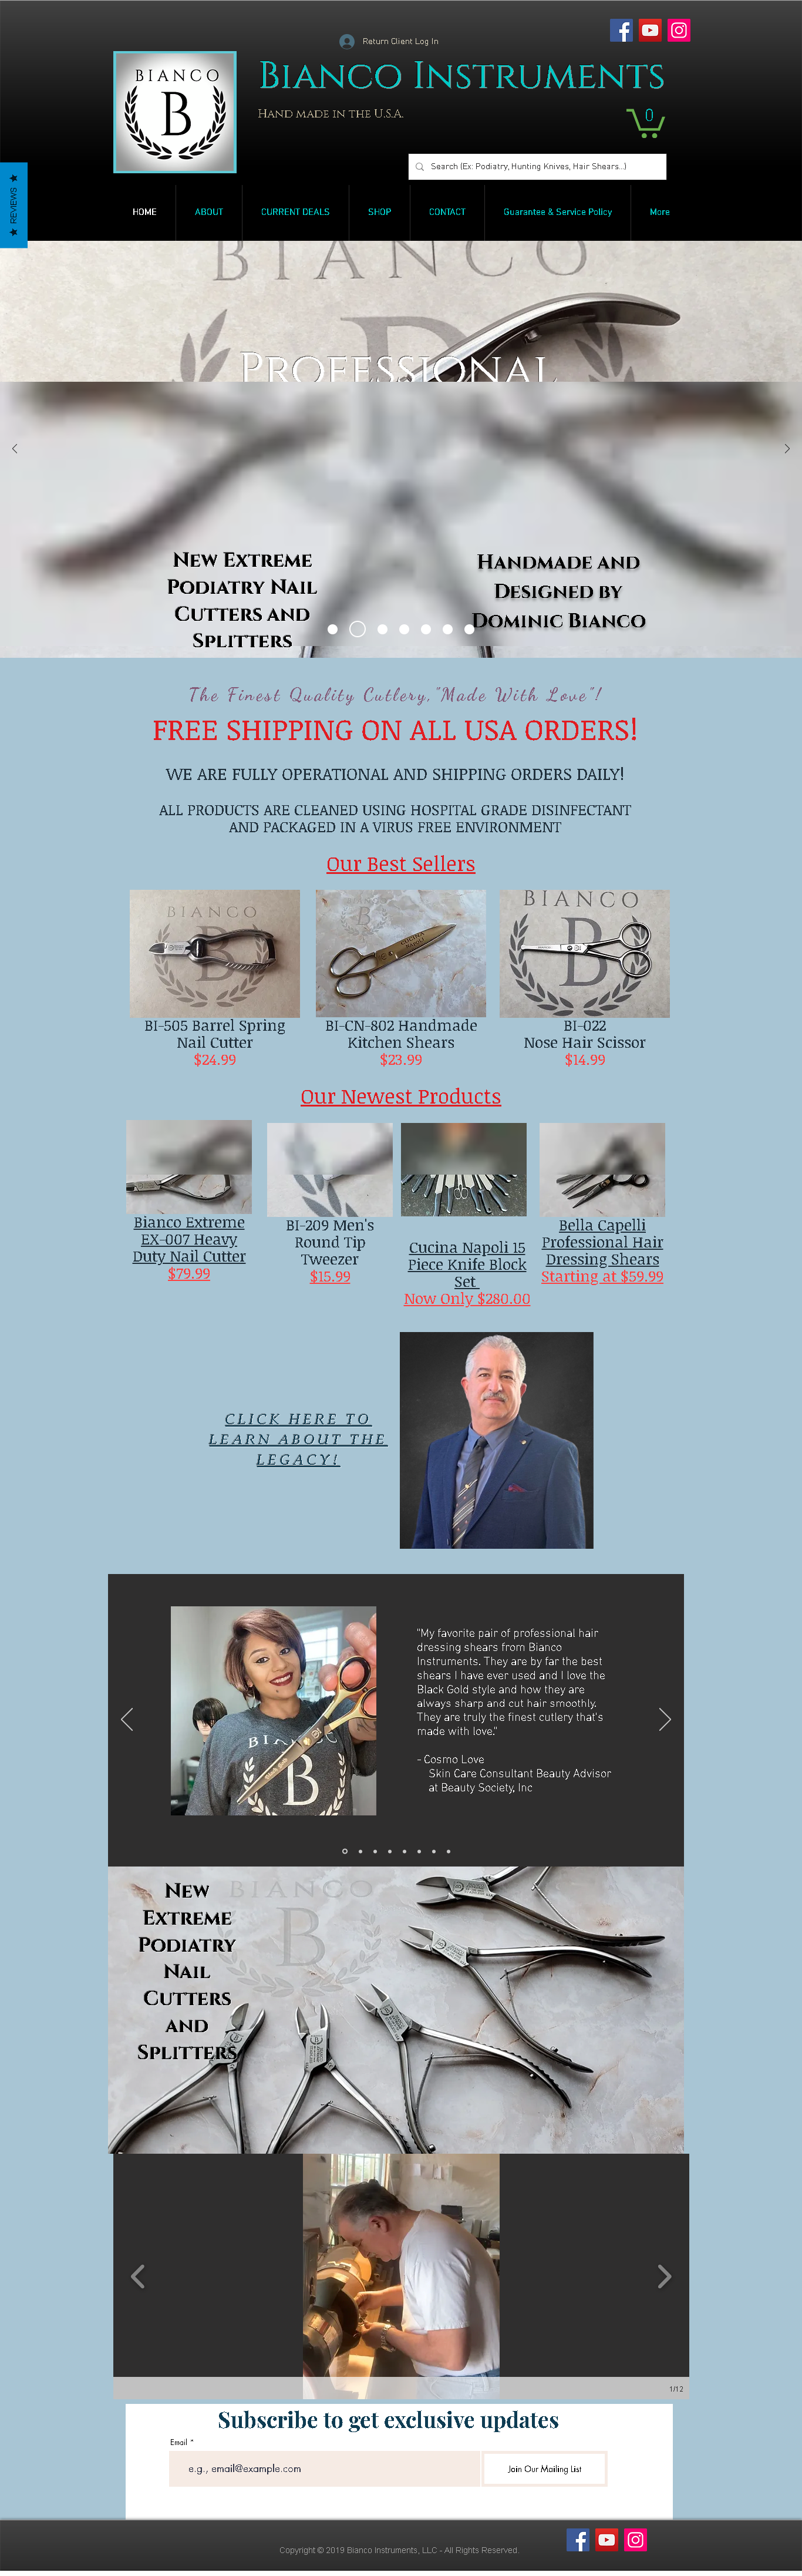 Return Client Log In
BIANCO
B
Bianco Instruments
Hand made in the U.S.A.
0
Search (Ex: Podiatry, Hunting Knives, Hair Shears...)
★ REVIEWS ★
HOME
ABOUT
CURRENT DEALS
SHOP
CONTACT
Guarantee & Service Policy
More
BIANCO
Professional
New Extreme
Podiatry Nail
Cutters and
Splitters
Handmade and
Designed by
Dominic Bianco
The Finest Quality Cutlery, "Made With Love"!
FREE SHIPPING ON ALL USA ORDERS!
WE ARE FULLY OPERATIONAL AND SHIPPING ORDERS DAILY!
ALL PRODUCTS ARE CLEANED USING HOSPITAL GRADE DISINFECTANT
AND PACKAGED IN A VIRUS FREE ENVIRONMENT
Our Best Sellers
BIANCO
B
CUCINA
NAPOLI
BIANCO
B
BI-505 Barrel Spring
Nail Cutter
$24.99
BI-CN-802 Handmade
Kitchen Shears
$23.99
BI-022
Nose Hair Scissor
$14.99
Our Newest Products
Bianco Extreme
EX-007 Heavy
Duty Nail Cutter
$79.99
BI-209 Men's
Round Tip
Tweezer
$15.99
Cucina Napoli 15
Piece Knife Block
Set
Now Only $280.00
Bella Capelli
Professional Hair
Dressing Shears
Starting at $59.99
CLICK HERE TO
LEARN ABOUT THE
LEGACY!
BIANCO
B
"My favorite pair of professional hair
dressing shears from Bianco
Instruments. They are by far the best
shears I have ever used and I love the
Black Gold style and how they are
always sharp and cut hair smoothly.
They are truly the finest cutlery that's
made with love."
- Cosmo Love
Skin Care Consultant Beauty Advisor
at Beauty Society, Inc
New
Extreme
Podiatry
Nail
Cutters
and
Splitters
BIANCO
B
1/12
Subscribe to get exclusive updates
Email *
e.g., email@example.com
Join Our Mailing List
Copyright © 2019 Bianco Instruments, LLC - All Rights Reserved.